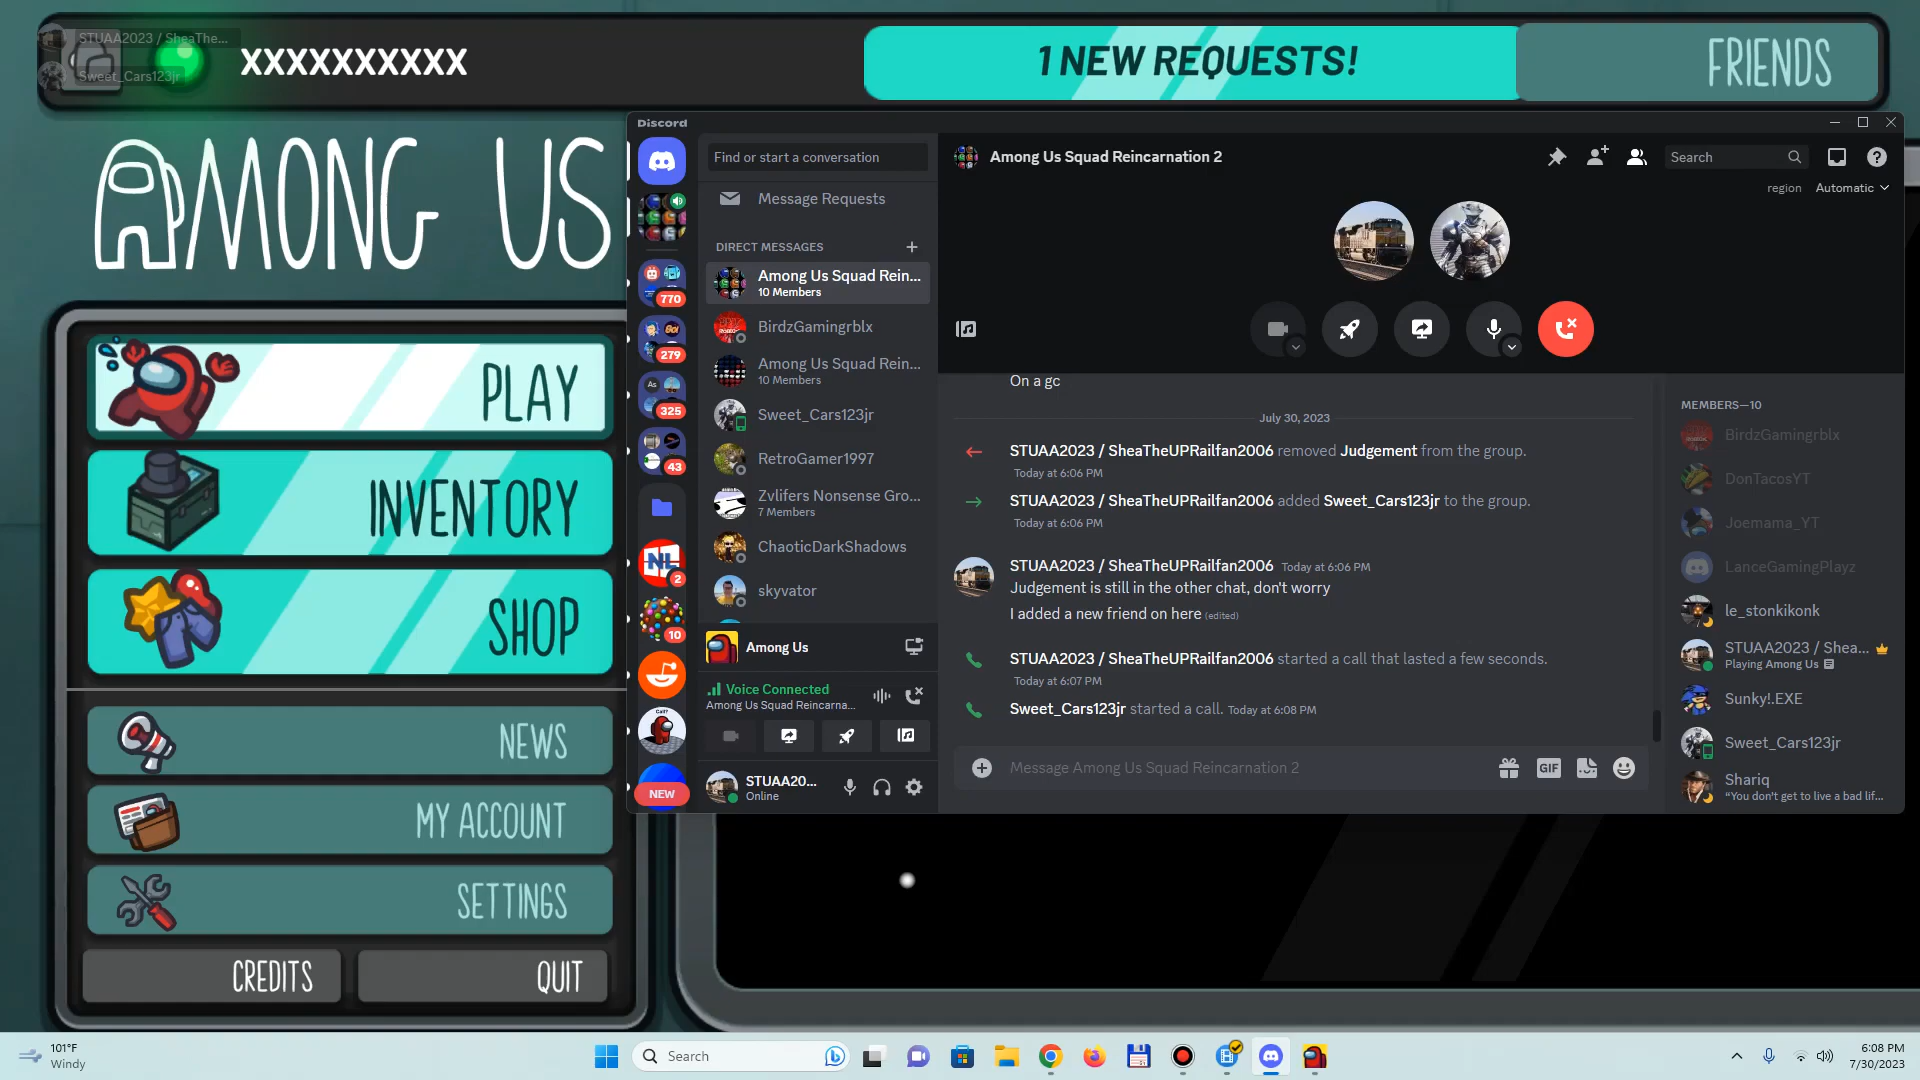 STUAA2023 / SheaThe...
Sweet_Cars123jr
XXXXXXXXXX
1 NEW REQUESTS!
FRIENDS
AMONG US
PLAY
INVENTORY
SHOP
NEWS
MY ACCOUNT
SETTINGS
CREDITS
QUIT
Discord
770
279
As
325
43
NL
2
10
Call?
NEW
Find or start a conversation
Message Requests
DIRECT MESSAGES
Among Us Squad Rein...
10 Members
BirdzGamingrblx
Among Us Squad Rein...
10 Members
Sweet_Cars123jr
RetroGamer1997
Zvlifers Nonsense Gro...
7 Members
ChaoticDarkShadows
skyvator
Among Us
Voice Connected
Among Us Squad Reincarna...
STUAA20...
Online
Among Us Squad Reincarnation 2
Search
region Automatic
On a gc
July 30, 2023
STUAA2023 / SheaTheUPRailfan2006 removed Judgement from the group.
Today at 6:06 PM
STUAA2023 / SheaTheUPRailfan2006 added Sweet_Cars123jr to the group.
Today at 6:06 PM
STUAA2023 / SheaTheUPRailfan2006 Today at 6:06 PM
Judgement is still in the other chat, don't worry
I added a new friend on here (edited)
STUAA2023 / SheaTheUPRailfan2006 started a call that lasted a few seconds.
Today at 6:07 PM
Sweet_Cars123jr started a call. Today at 6:08 PM
Message Among Us Squad Reincarnation 2
GIF
MEMBERS—10
BirdzGamingrblx
DonTacosYT
Joemama_YT
LanceGamingPlayz
le_stonkikonk
STUAA2023 / Shea...
Playing Among Us
Sunky!.EXE
Sweet_Cars123jr
Shariq
“You don't get to live a bad lif...
101°F
Windy
Search
6:08 PM
7/30/2023